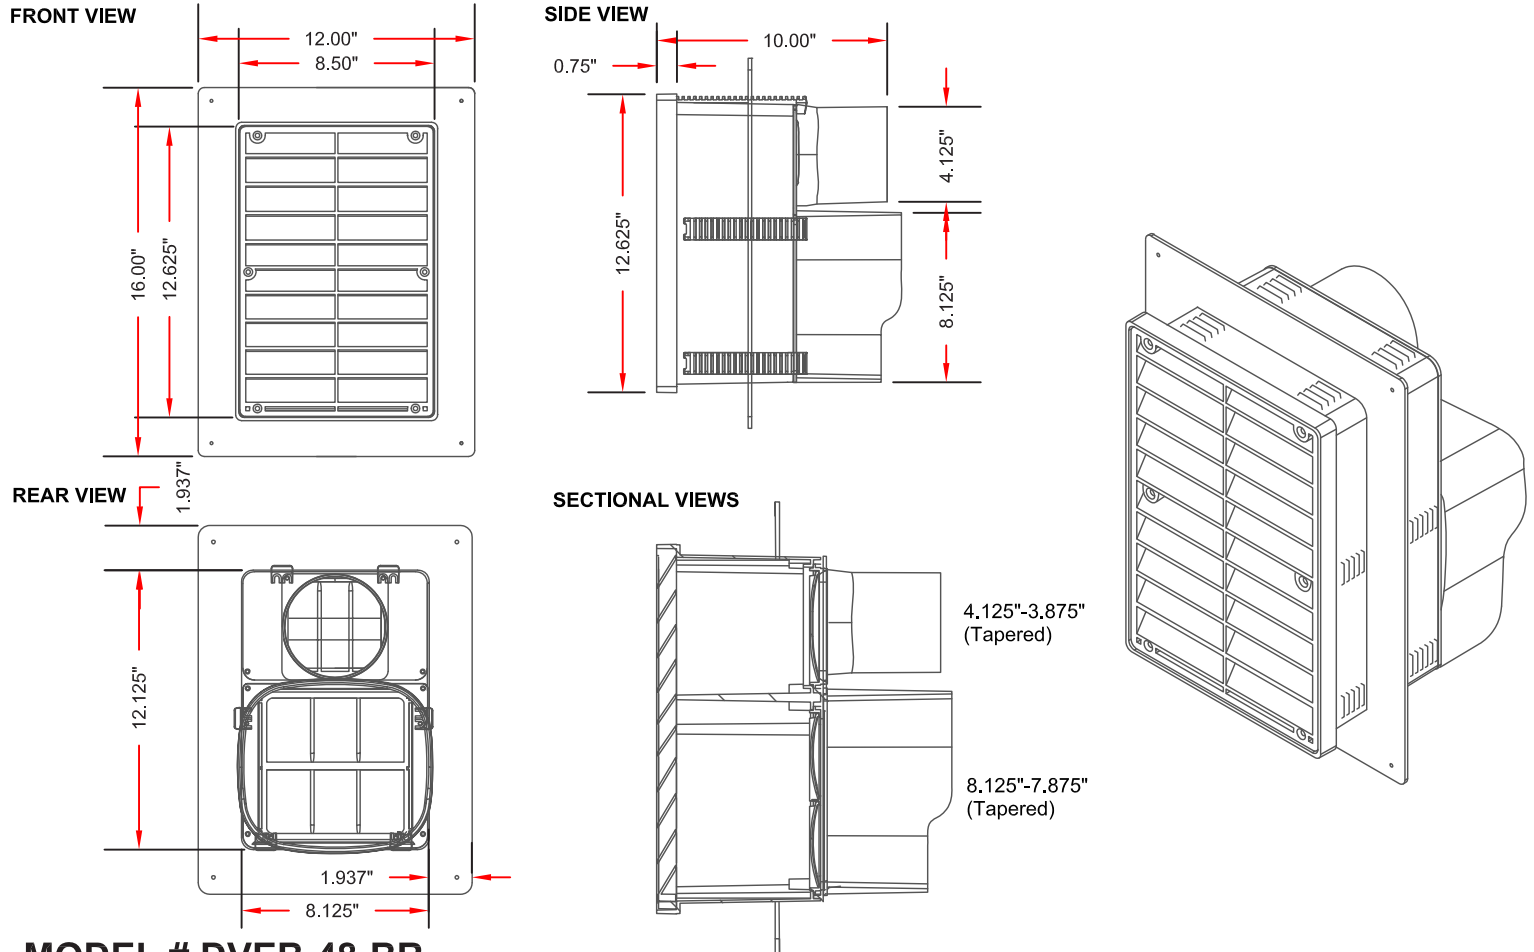 FRONT VIEW
12.00"
8.50"
16.00"
12.625"
SIDE VIEW
10.00"
0.75"
12.625"
4.125"
8.125"
REAR VIEW
1.937"
12.125"
1.937"
8.125"
SECTIONAL VIEWS
4.125"-3.875"
(Tapered)
8.125"-7.875"
(Tapered)